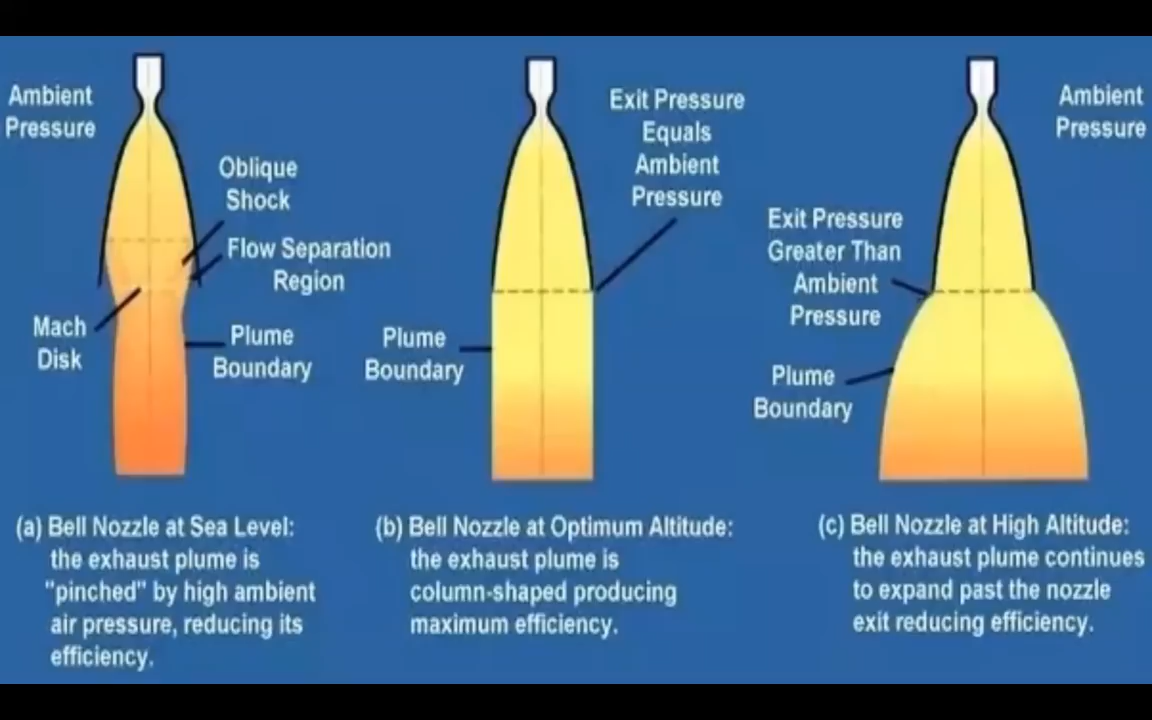 Ambient
Pressure
Oblique
Shock
Flow Separation
Region
Mach
Disk
Plume
Boundary
(a) Bell Nozzle at Sea Level:
the exhaust plume is
"pinched" by high ambient
air pressure, reducing its
efficiency.
Exit Pressure
Equals
Ambient
Pressure
Plume
Boundary
(b) Bell Nozzle at Optimum Altitude:
the exhaust plume is
column-shaped producing
maximum efficiency.
Ambient
Pressure
Exit Pressure
Greater Than
Ambient
Pressure
Plume
Boundary
(c) Bell Nozzle at High Altitude:
the exhaust plume continues
to expand past the nozzle
exit reducing efficiency.